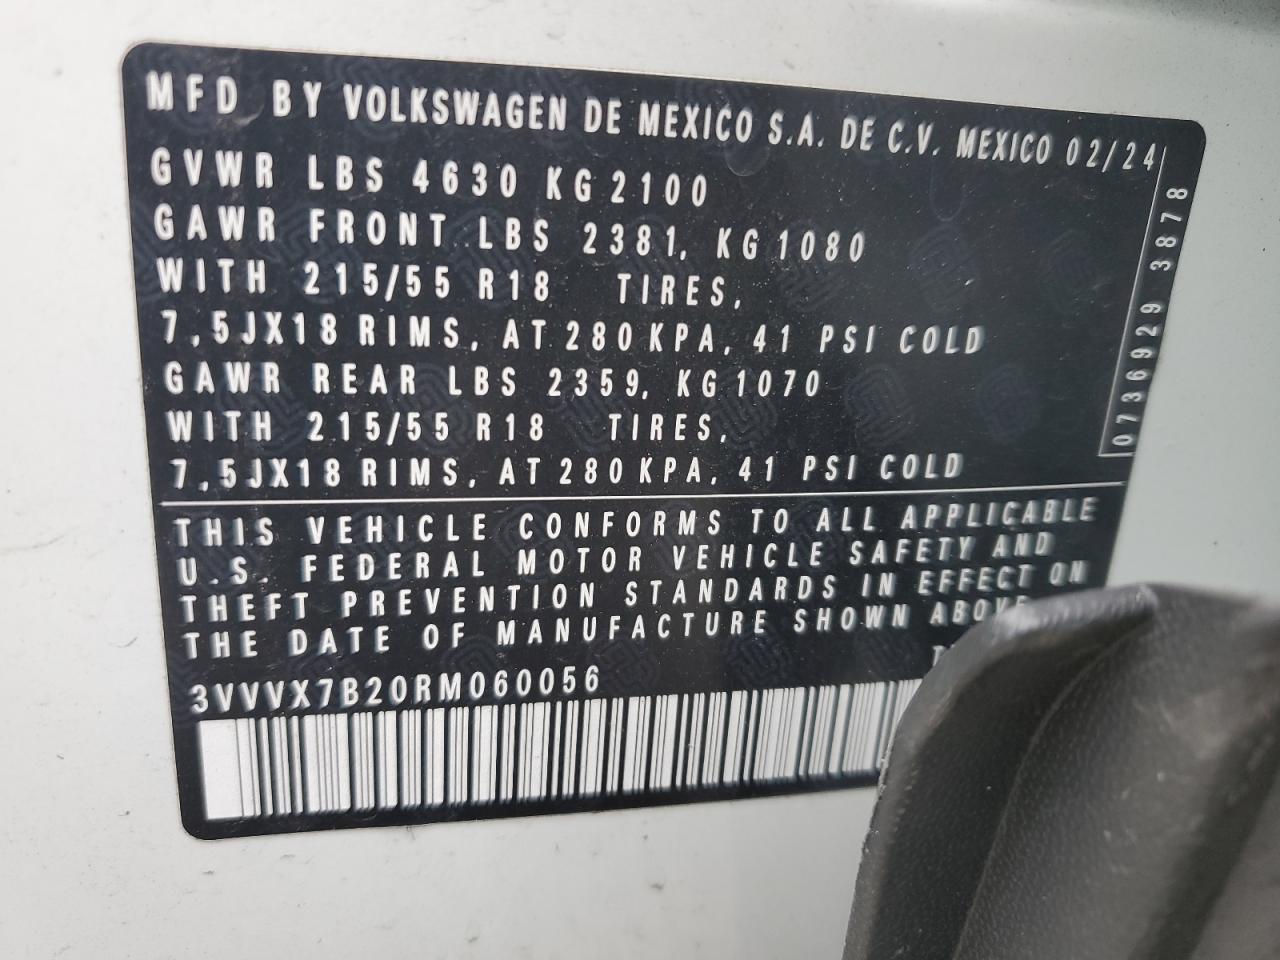 MFD BY VOLKSWAGEN DE MEXICO S.A. DE C.V. MEXICO 02/24
GVWR LBS 4630 KG 2100
GAWR FRONT LBS 2381, KG 1080
WITH 215/55 R18 TIRES,
7,5JX18 RIMS, AT 280 KPA, 41 PSI COLD
GAWR REAR LBS 2359, KG 1070
WITH 215/55 R18 TIRES,
7,5JX18 RIMS, AT 280 KPA, 41 PSI COLD
0736929 3878
THIS VEHICLE CONFORMS TO ALL APPLICABLE
U.S. FEDERAL MOTOR VEHICLE SAFETY AND
THEFT PREVENTION STANDARDS IN EFFECT ON
THE DATE OF MANUFACTURE SHOWN ABOVE
3VVVX7B20RM060056